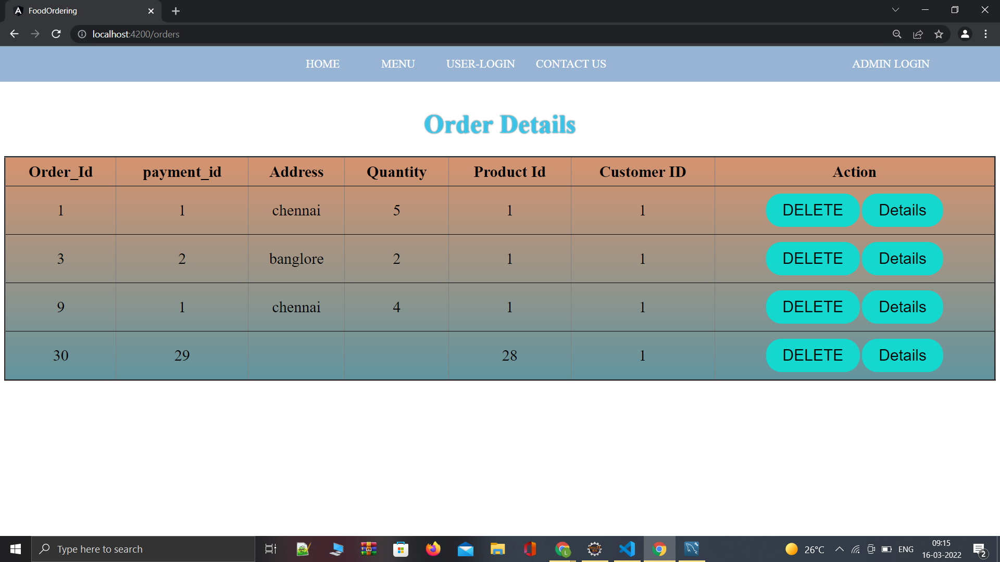 FoodOrdering
localhost:4200/orders
HOME MENU USER-LOGIN CONTACT US ADMIN LOGIN
Order Details
Order_Id payment_id Address Quantity Product Id Customer ID Action
1 1 chennai 5 1 1 DELETE Details
3 2 banglore 2 1 1 DELETE Details
9 1 chennai 4 1 1 DELETE Details
30 29 28 1 DELETE Details
Type here to search
26°C ENG 09:15
16-03-2022 2